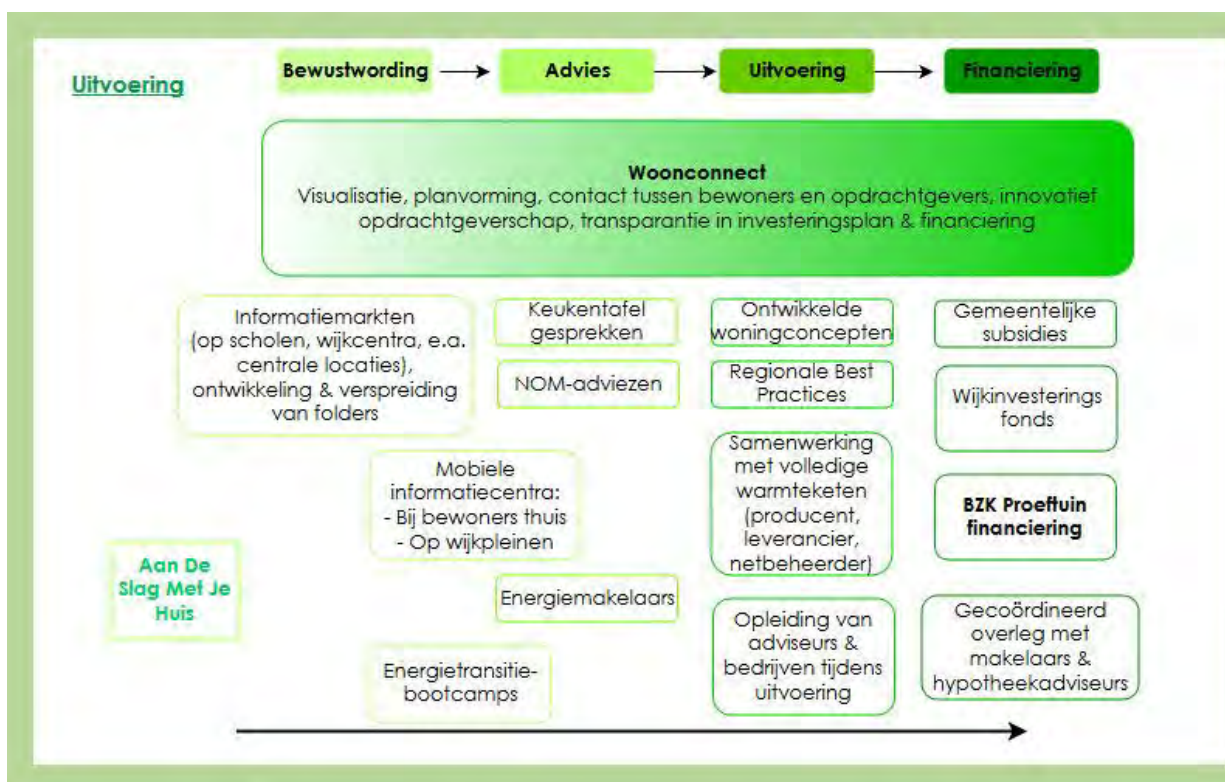 Uitvoering
Bewustwording
Advies
Uitvoering
Financiering
Woonconnect
Visualisatie, planvorming, contact tussen bewoners en opdrachtgevers, innovatief
opdrachtgeverschap, transparantie in investeringsplan & financiering
Informatiemarkten
(op scholen, wijkcentra, e.a.
centrale locaties),
ontwikkeling & verspreiding
van folders
Keukentafel
gesprekken
NOM-adviezen
Ontwikkelde
woningconcepten
Regionale Best
Practices
Gemeentelijke
subsidies
Wijkinvesterings
fonds
Mobiele
informatiecentra:
- Bij bewoners thuis
- Op wijkpleinen
Samenwerking
met volledige
warmteketen
(producent,
leverancier,
netbeheerder)
BZK Proeftuin
financiering
Aan De
Slag Met Je
Huis
Energiemakelaars
Energietransitie-
bootcamps
Opleiding van
adviseurs &
bedrijven tijdens
uitvoering
Gecoördineerd
overleg met
makelaars &
hypotheekadviseurs